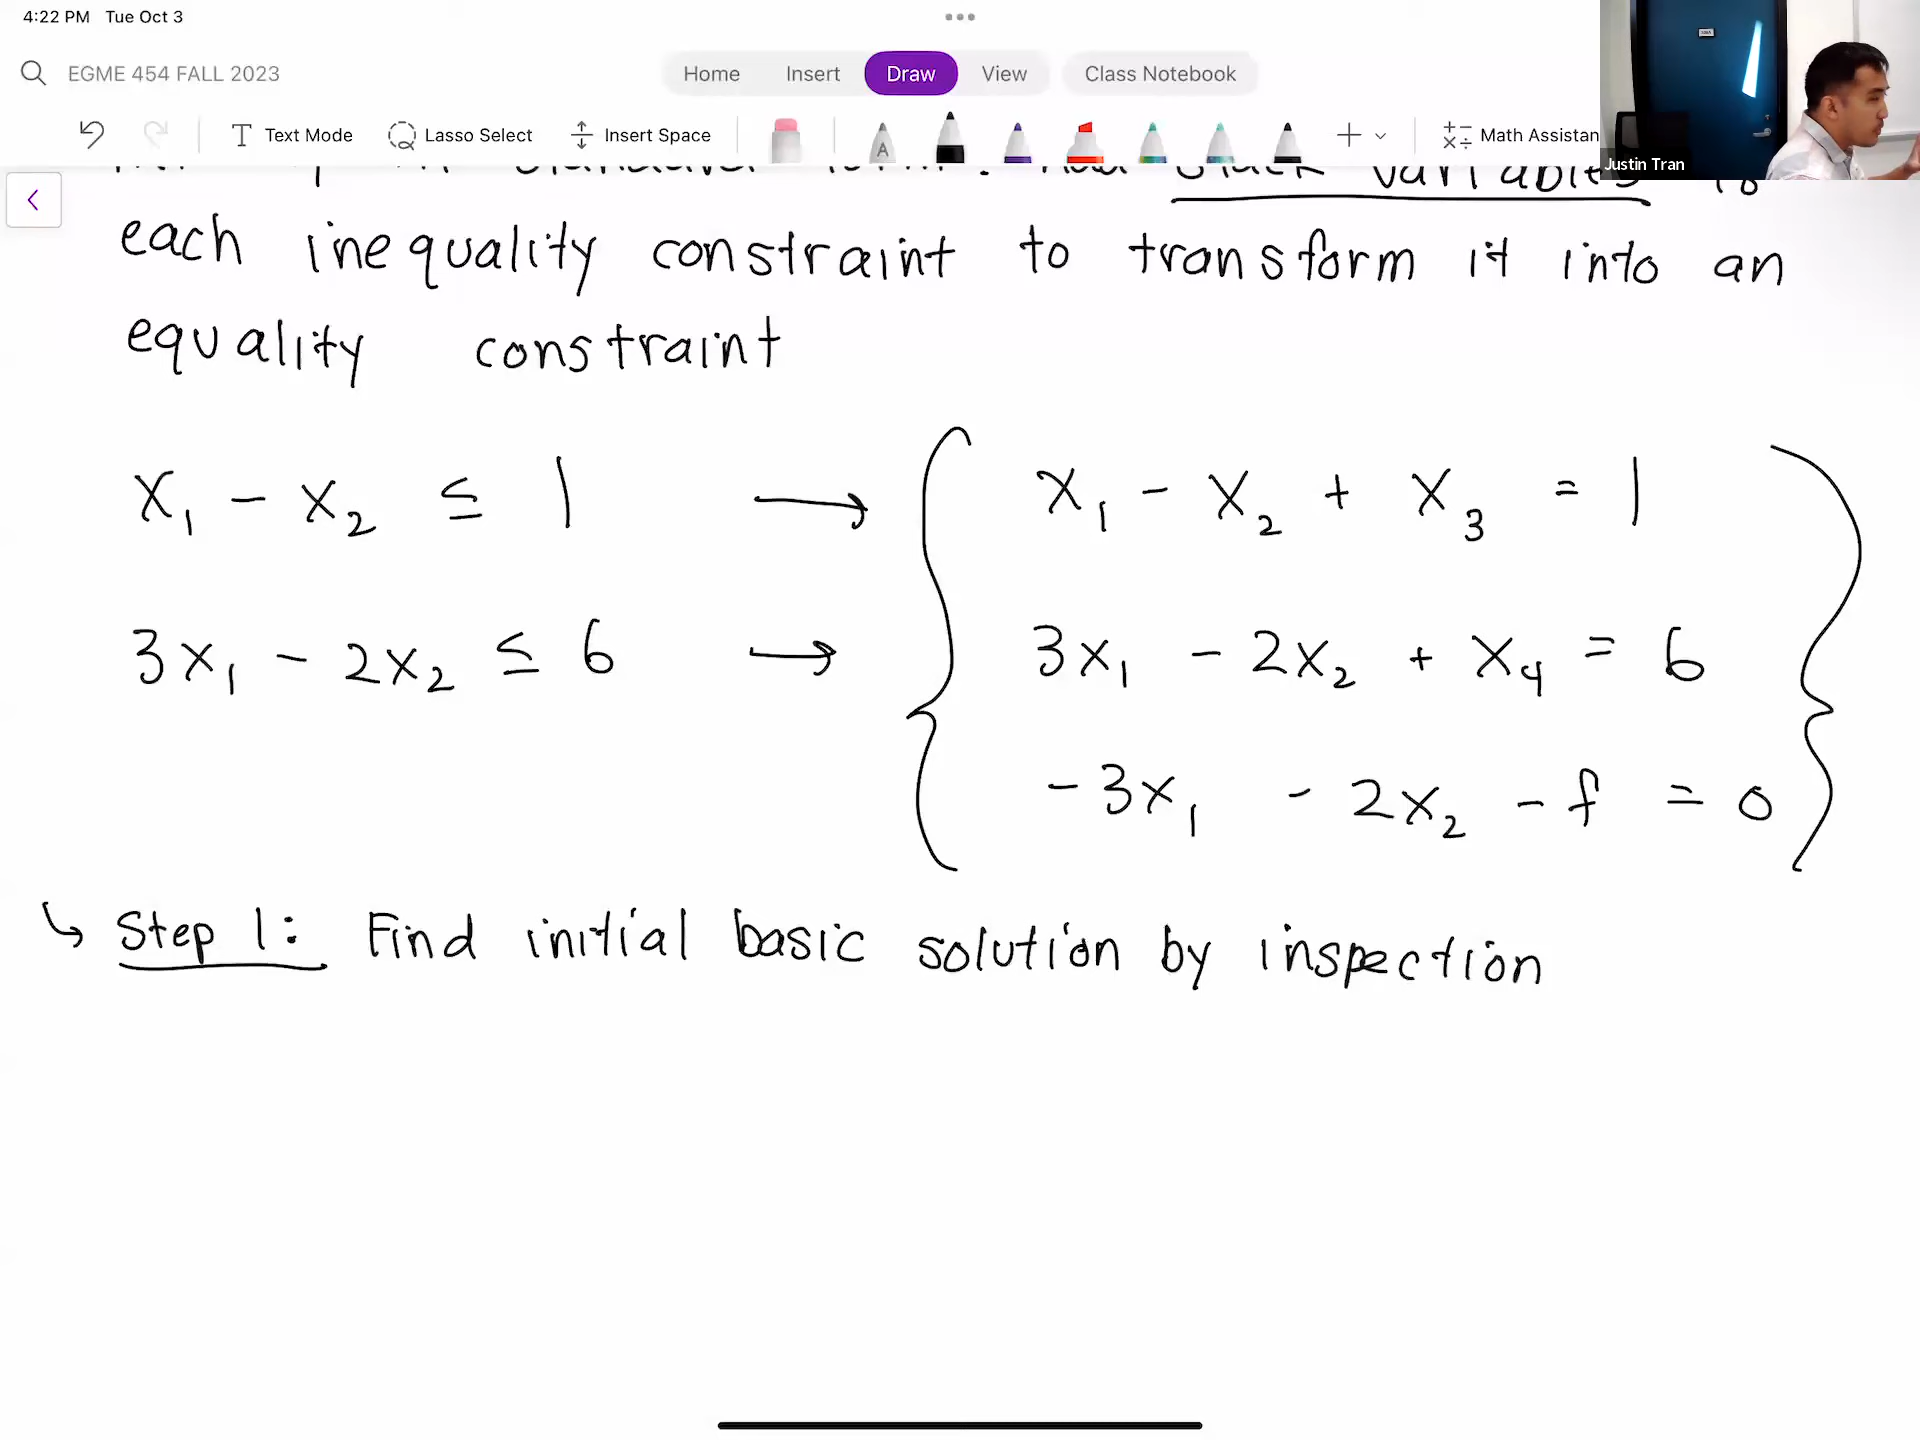 4:22 PM Tue Oct 3
EGME 454 FALL 2023
Home Insert Draw View Class Notebook
Text Mode Lasso Select Insert Space Math Assistan
Justin Tran
slack variables to
each inequality constraint to transform it into an
equality constraint
x₁ - x₂ ≤ 1 → x₁ - x₂ + x₃ = 1
3x₁ - 2x₂ ≤ 6 → 3x₁ - 2x₂ + x₄ = 6
-3x₁ - 2x₂ - f = 0
↳ Step 1: Find initial basic solution by inspection